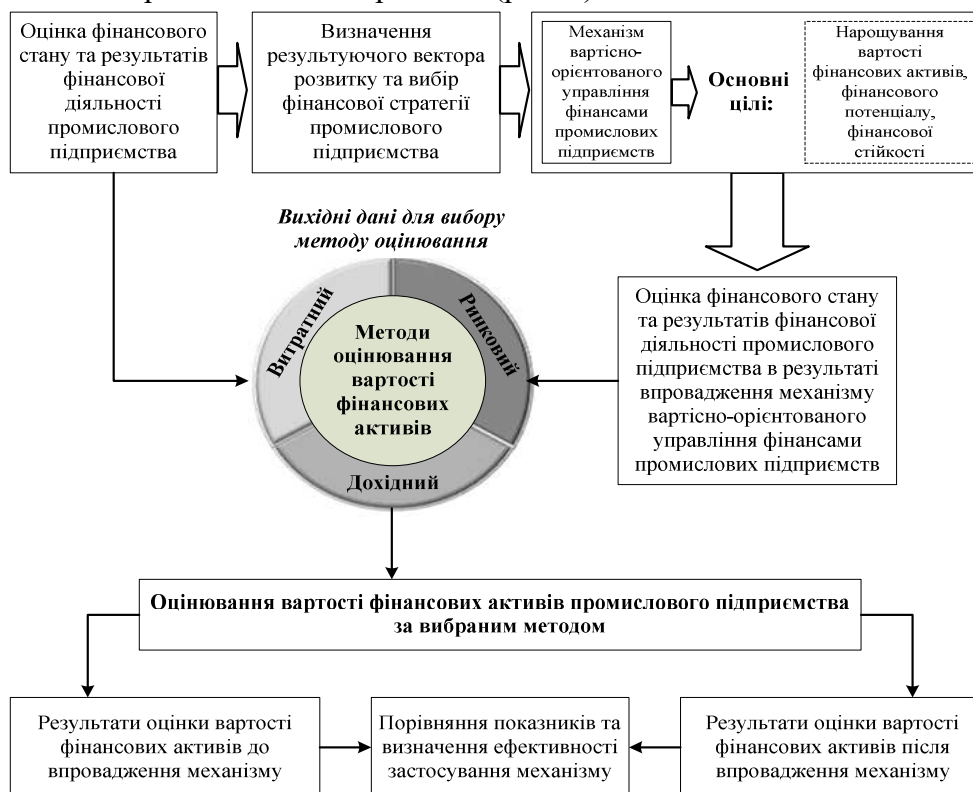 Оцінка фінансового
стану та результатів
фінансової
діяльності
промислового
підприємства
Визначення
результуючого вектора
розвитку та вибір
фінансової стратегії
промислового
підприємства
Механізм
вартісно-
орієнтованого
управління
фінансами
промислових
підприємств
Основні
цілі:
Нарощування
вартості
фінансових активів,
фінансового
потенціалу,
фінансової
стійкості
Вихідні дані для вибору
методу оцінювання
Витратний
Ринковий
Дохідний
Методи
оцінювання
вартості
фінансових
активів
Оцінка фінансового стану
та результатів фінансової
діяльності промислового
підприємства в результаті
впровадження механізму
вартісно-орієнтованого
управління фінансами
промислових підприємств
Оцінювання вартості фінансових активів промислового підприємства
за вибраним методом
Результати оцінки вартості
фінансових активів до
впровадження механізму
Порівняння показників та
визначення ефективності
застосування механізму
Результати оцінки вартості
фінансових активів після
впровадження механізму